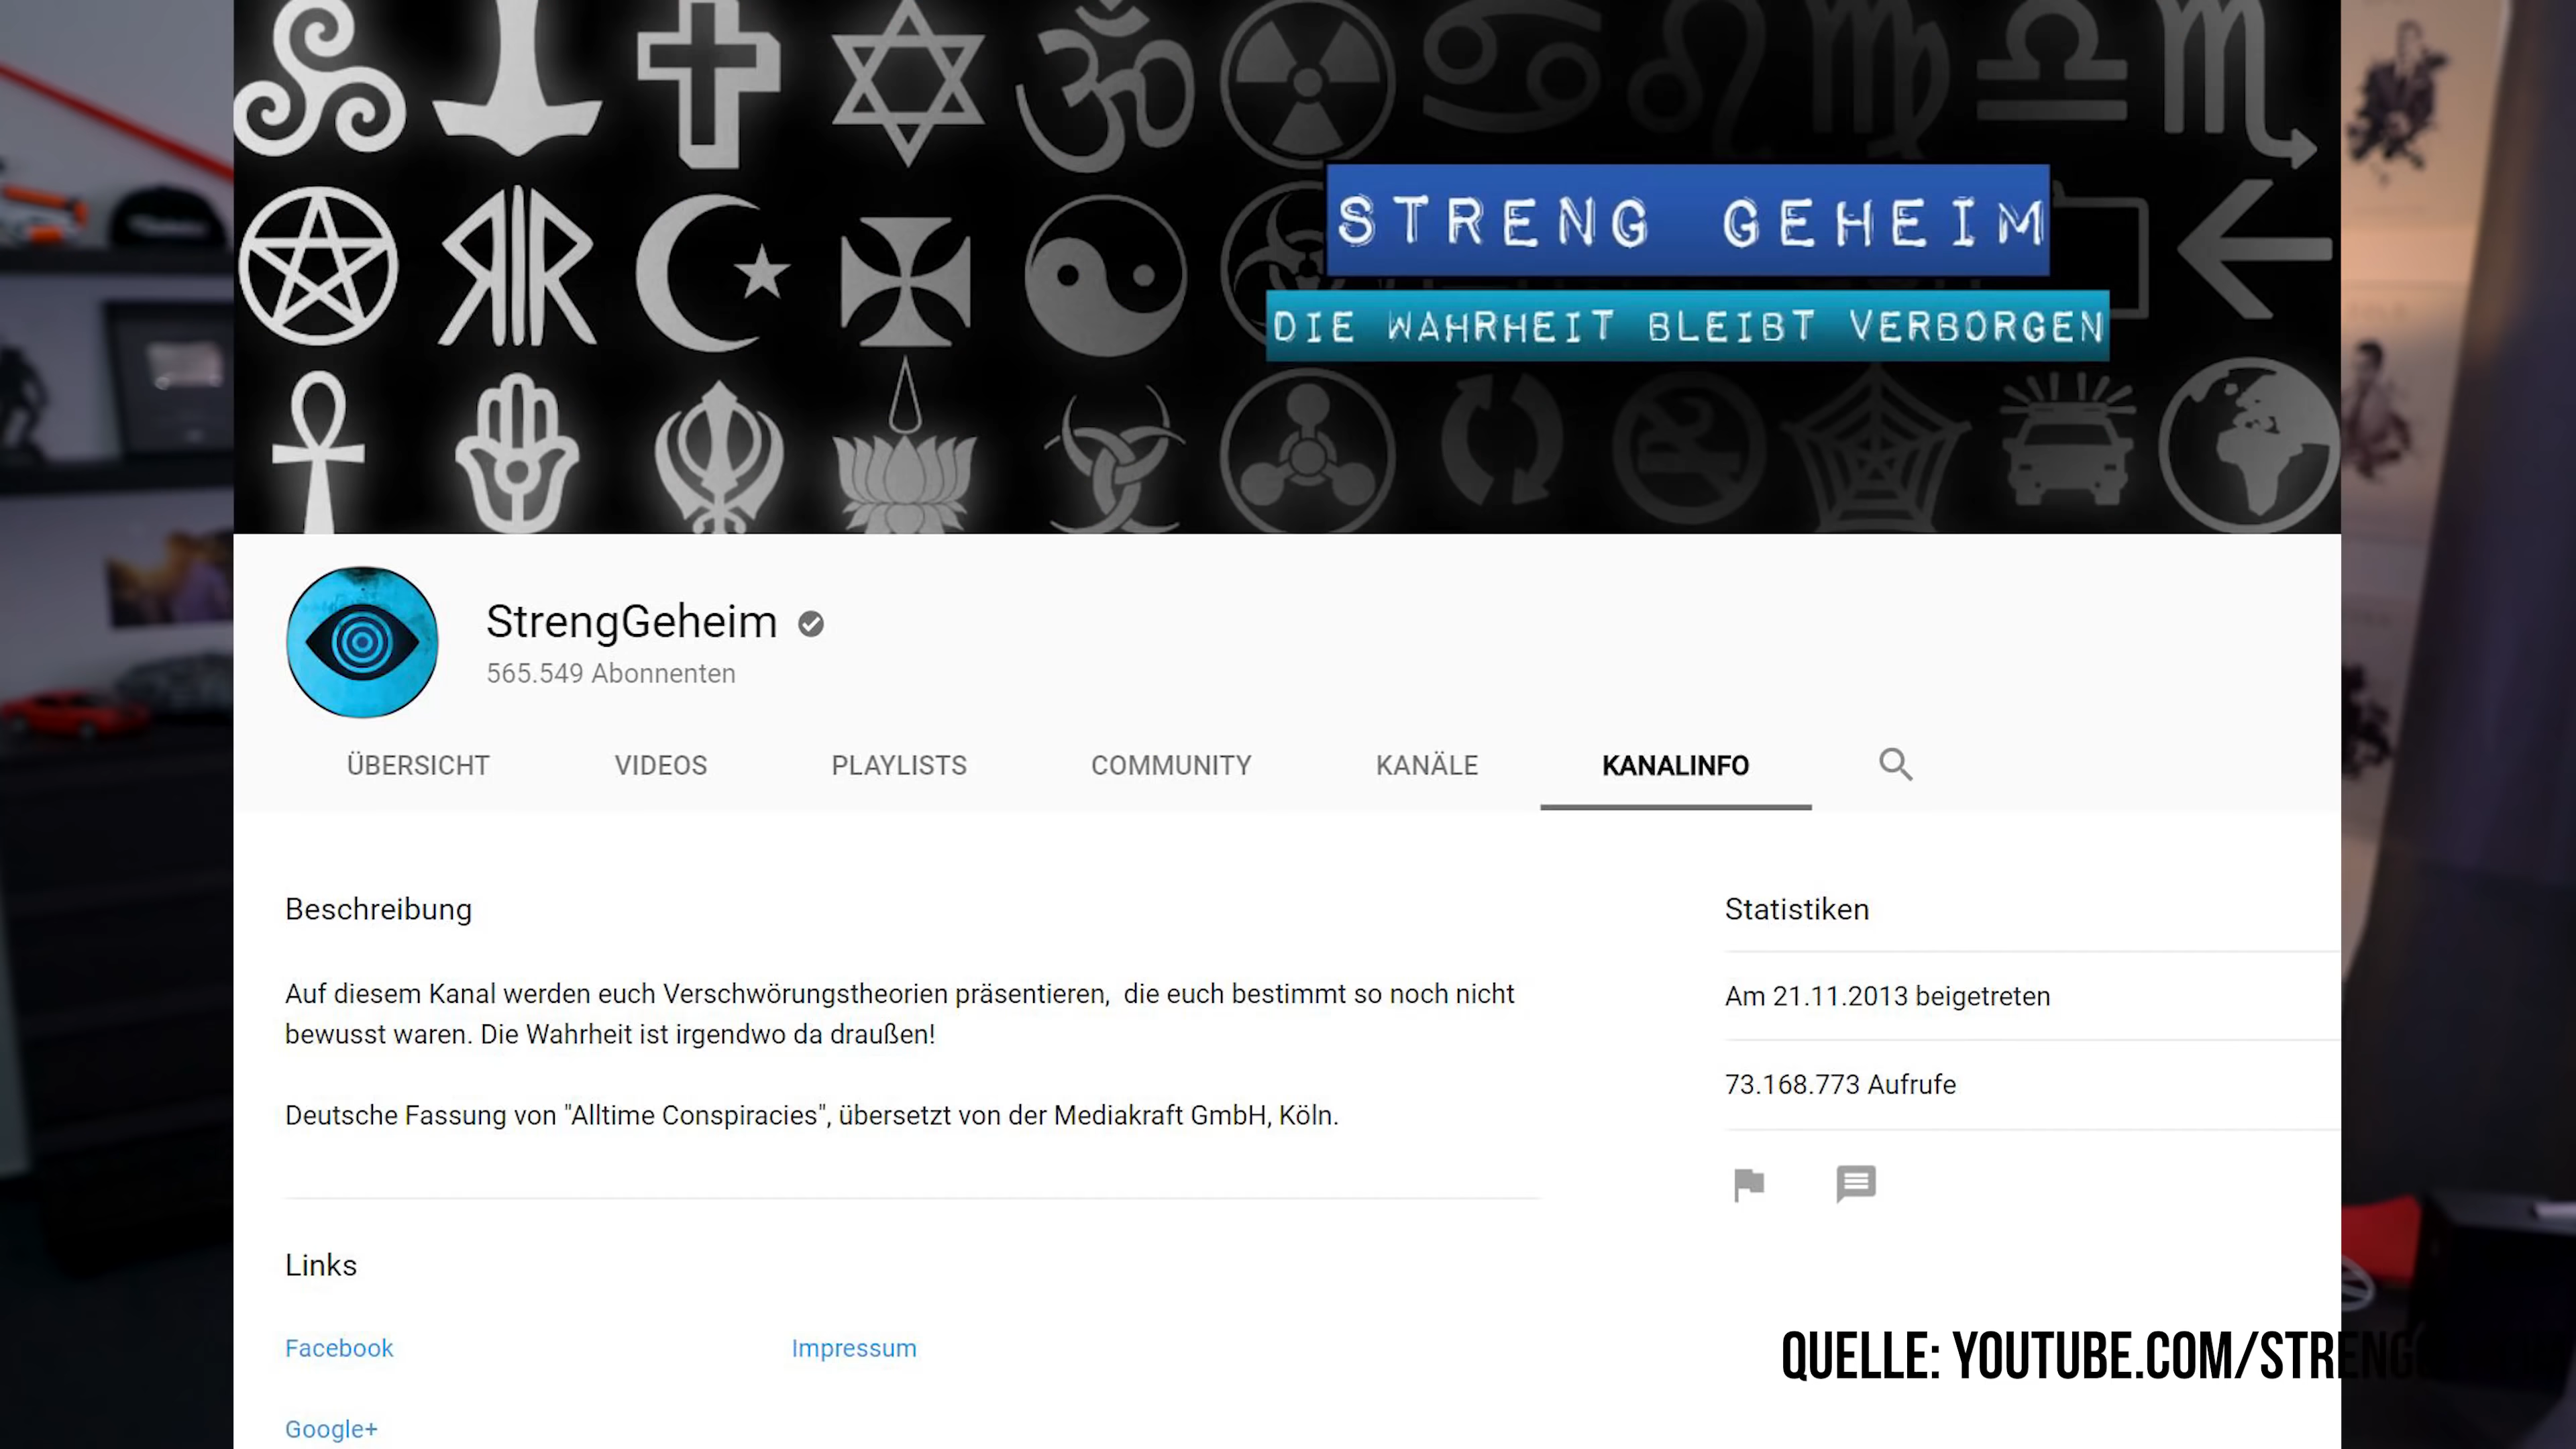 STRENG GEHEIM
DIE WAHRHEIT BLEIBT VERBORGEN
StrengGeheim
565.549 Abonnenten
ÜBERSICHT VIDEOS PLAYLISTS COMMUNITY KANÄLE KANALINFO
Beschreibung
Auf diesem Kanal werden euch Verschwörungstheorien präsentieren,  die euch bestimmt so noch nicht
bewusst waren. Die Wahrheit ist irgendwo da draußen!
Deutsche Fassung von "Alltime Conspiracies", übersetzt von der Mediakraft GmbH, Köln.
Statistiken
Am 21.11.2013 beigetreten
73.168.773 Aufrufe
Links
Facebook
Impressum
Google+
QUELLE: YOUTUBE.COM/STRENG